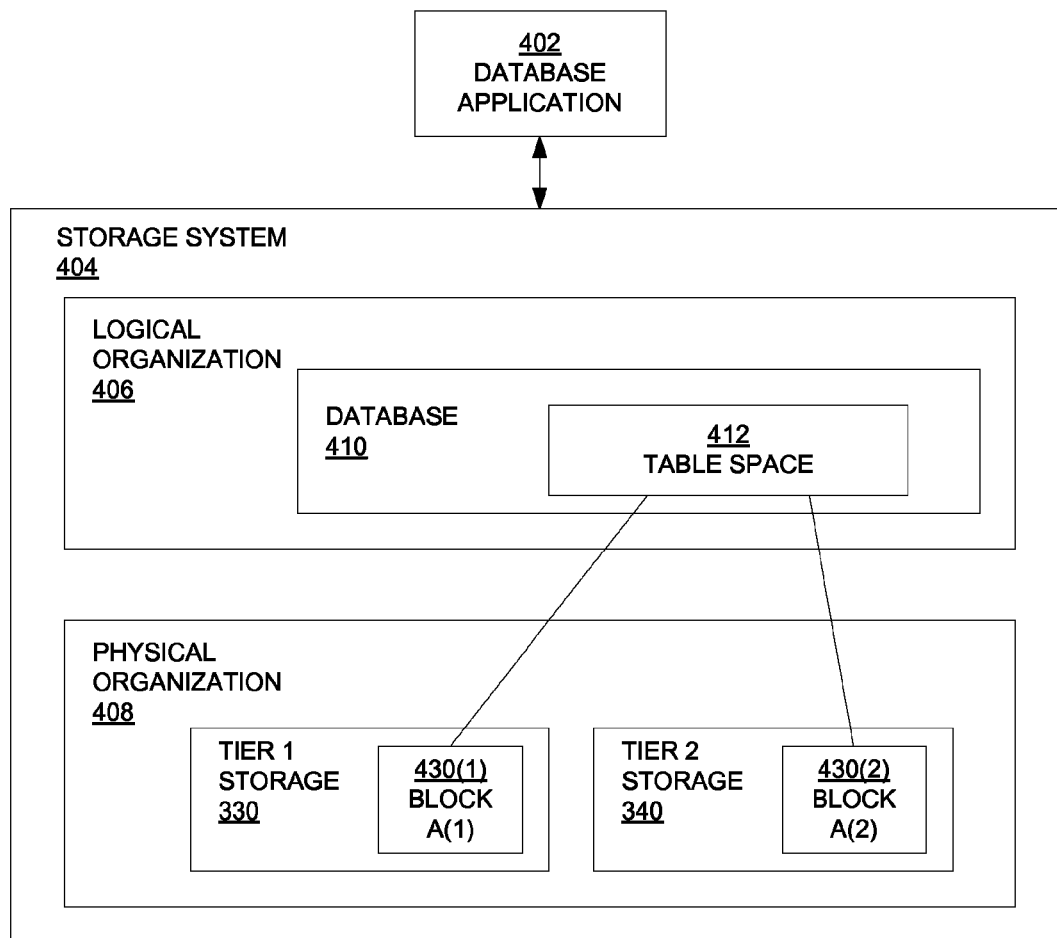 402
DATABASE
APPLICATION
STORAGE SYSTEM
404
LOGICAL
ORGANIZATION
406
DATABASE
410
412
TABLE SPACE
PHYSICAL
ORGANIZATION
408
TIER 1
STORAGE
330
430(1)
BLOCK
A(1)
TIER 2
STORAGE
340
430(2)
BLOCK
A(2)